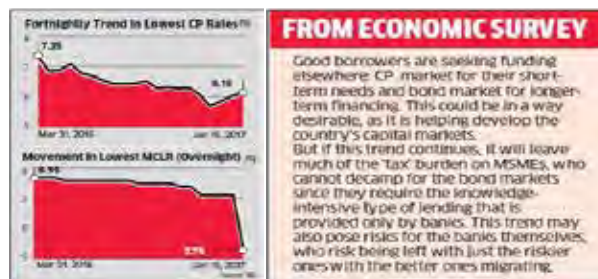 Fortnightly Trend in Lowest CP Rates (%)
7.25
6.10
Mar 31, 2016
Jan 15, 2017
Movement in Lowest MCLR (Overnight) (%)
8.95
Mar 31, 2016
FROM ECONOMIC SURVEY
Good borrowers are seeking funding
elsewhere: CP market for their short-
term needs and bond market for longer-
term financing. This could be in a way
desirable, as it is helping develop the
country's capital markets.
But if this trend continues, it will leave
much of the 'tax' burden on MSMEs, who
cannot decamp for the bond markets
since they require the knowledge-
intensive type of lending that is
provided only by banks. This trend may
also pose risks for the banks themselves,
who risk being left with just the riskier
ones with the better ones migrating.